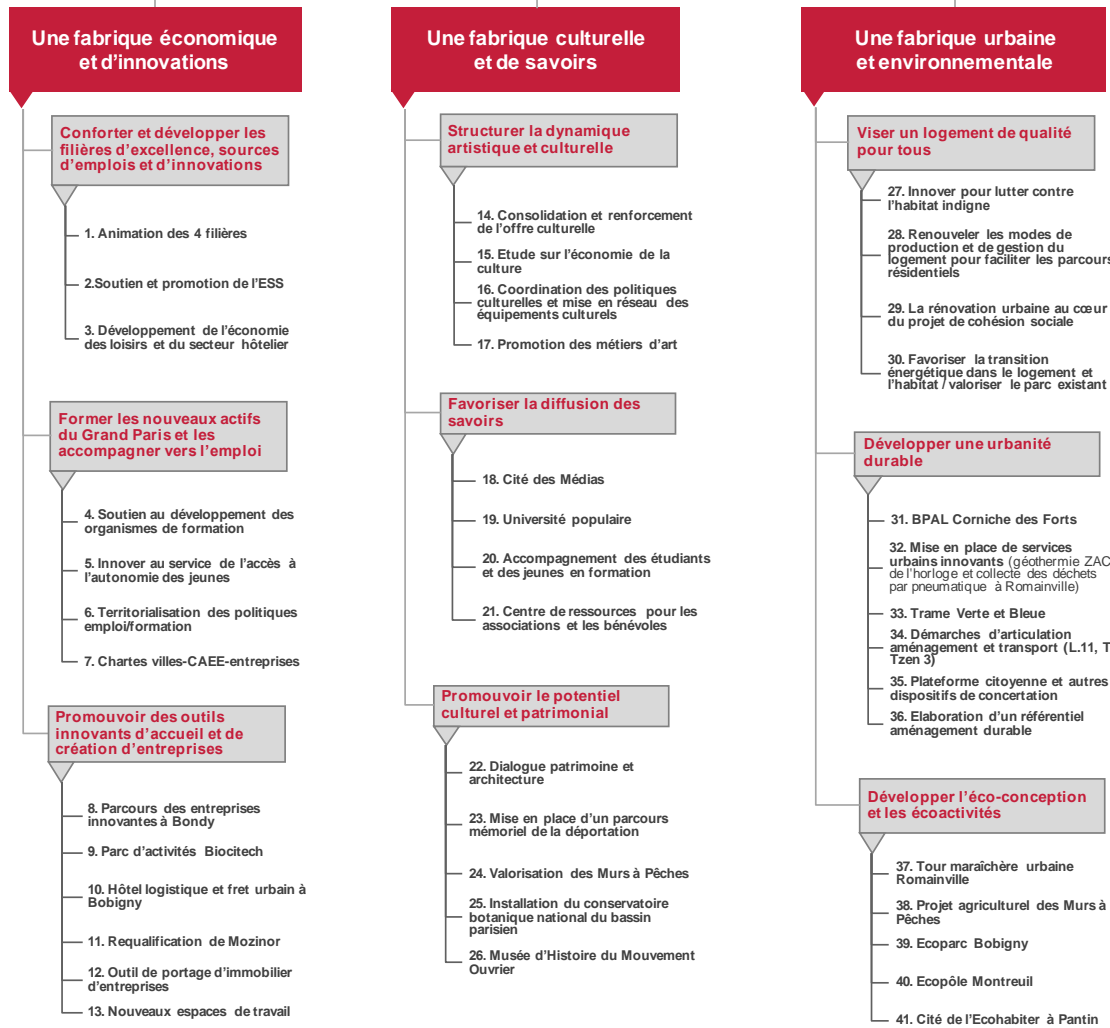 Une fabrique économique
et d'innovations
Conforter et développer les
filières d'excellence, sources
d'emplois et d'innovations
1. Animation des 4 filières
2.Soutien et promotion de l'ESS
3. Développement de l'économie
des loisirs et du secteur hôtelier
Former les nouveaux actifs
du Grand Paris et les
accompagner vers l'emploi
4. Soutien au développement des
organismes de formation
5. Innover au service de l'accès à
l'autonomie des jeunes
6. Territorialisation des politiques
emploi/formation
7. Chartes villes-CAEE-entreprises
Promouvoir des outils
innovants d'accueil et de
création d'entreprises
8. Parcours des entreprises
innovantes à Bondy
9. Parc d'activités Biocitech
10. Hôtel logistique et fret urbain à
Bobigny
11. Requalification de Mozinor
12. Outil de portage d'immobilier
d'entreprises
13. Nouveaux espaces de travail
Une fabrique culturelle
et de savoirs
Structurer la dynamique
artistique et culturelle
14. Consolidation et renforcement
de l'offre culturelle
15. Etude sur l'économie de la
culture
16. Coordination des politiques
culturelles et mise en réseau des
équipements culturels
17. Promotion des métiers d'art
Favoriser la diffusion des
savoirs
18. Cité des Médias
19. Université populaire
20. Accompagnement des étudiants
et des jeunes en formation
21. Centre de ressources pour les
associations et les bénévoles
Promouvoir le potentiel
culturel et patrimonial
22. Dialogue patrimoine et
architecture
23. Mise en place d'un parcours
mémoriel de la déportation
24. Valorisation des Murs à Pêches
25. Installation du conservatoire
botanique national du bassin
parisien
26. Musée d'Histoire du Mouvement
Ouvrier
Une fabrique urbaine
et environnementale
Viser un logement de qualité
pour tous
27. Innover pour lutter contre
l'habitat indigne
28. Renouveler les modes de
production et de gestion du
logement pour faciliter les parcours
résidentiels
29. La rénovation urbaine au cœur
du projet de cohésion sociale
30. Favoriser la transition
énergétique dans le logement et
l'habitat / valoriser le parc existant
Développer une urbanité
durable
31. BPAL Corniche des Forts
32. Mise en place de services
urbains innovants (géothermie ZAC
de l'horloge et collecte des déchets
par pneumatique à Romainville)
33. Trame Verte et Bleue
34. Démarches d'articulation
aménagement et transport (L.11,
Tzen 3)
35. Plateforme citoyenne et autres
dispositifs de concertation
36. Elaboration d'un référentiel
aménagement durable
Développer l'éco-conception
et les écoactivités
37. Tour maraîchère urbaine
Romainville
38. Projet agriculturel des Murs à
Pêches
39. Ecoparc Bobigny
40. Ecopôle Montreuil
41. Cité de l'Ecohabiter à Pantin